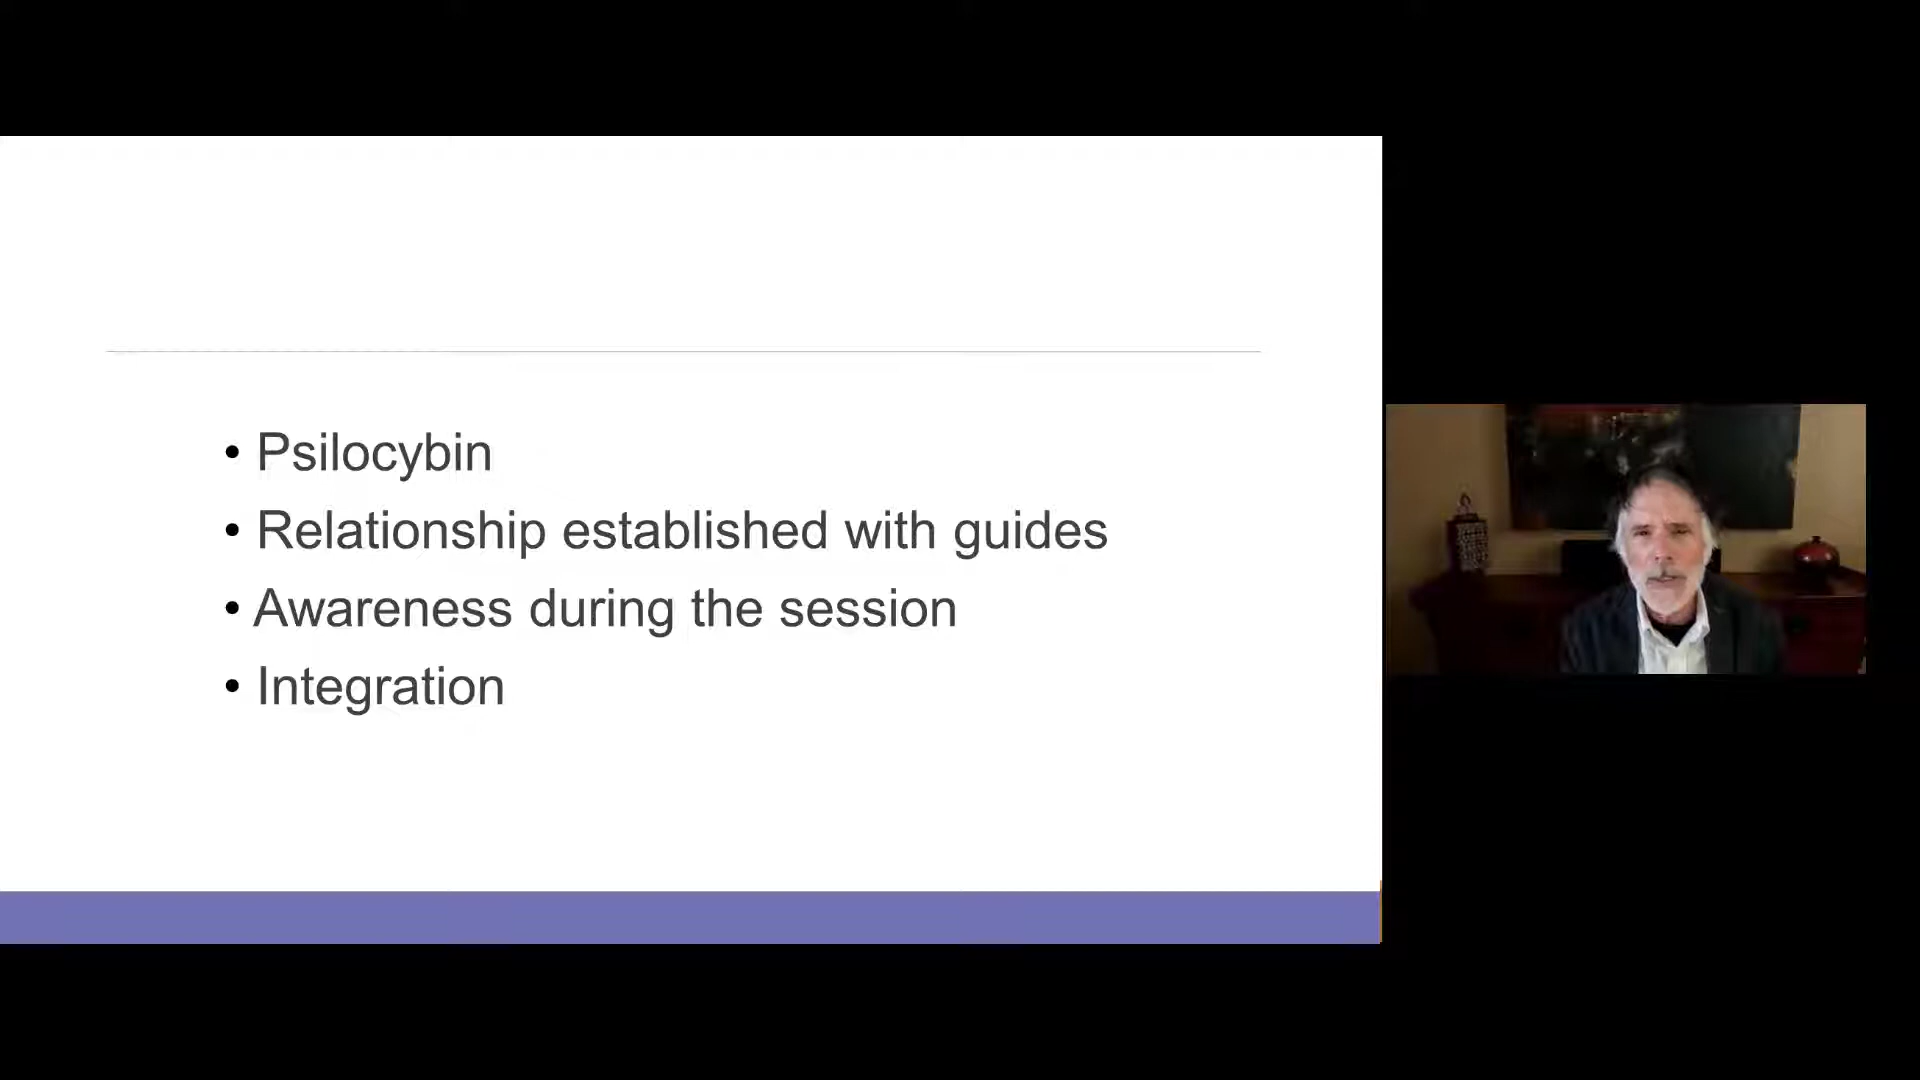 • Psilocybin
• Relationship established with guides
• Awareness during the session
• Integration